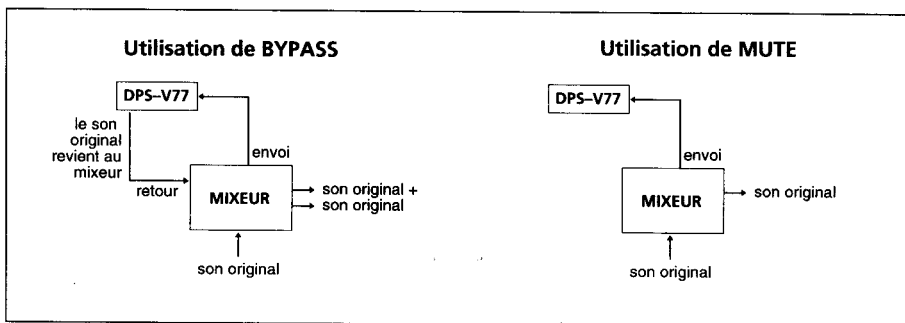 Utilisation de BYPASS
DPS–V77
le son
original
revient au
mixeur
retour
envoi
MIXEUR
son original +
son original
son original
Utilisation de MUTE
DPS–V77
envoi
MIXEUR
son original
son original